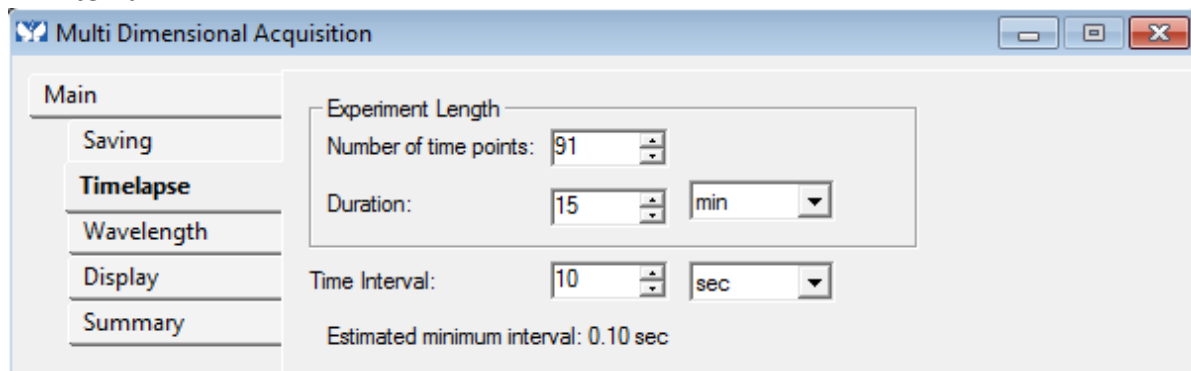 Multi Dimensional Acquisition
Main
Saving
Timelapse
Wavelength
Display
Summary
Experiment Length
Number of time points: 91
Duration: 15 min
Time Interval: 10 sec
Estimated minimum interval: 0.10 sec